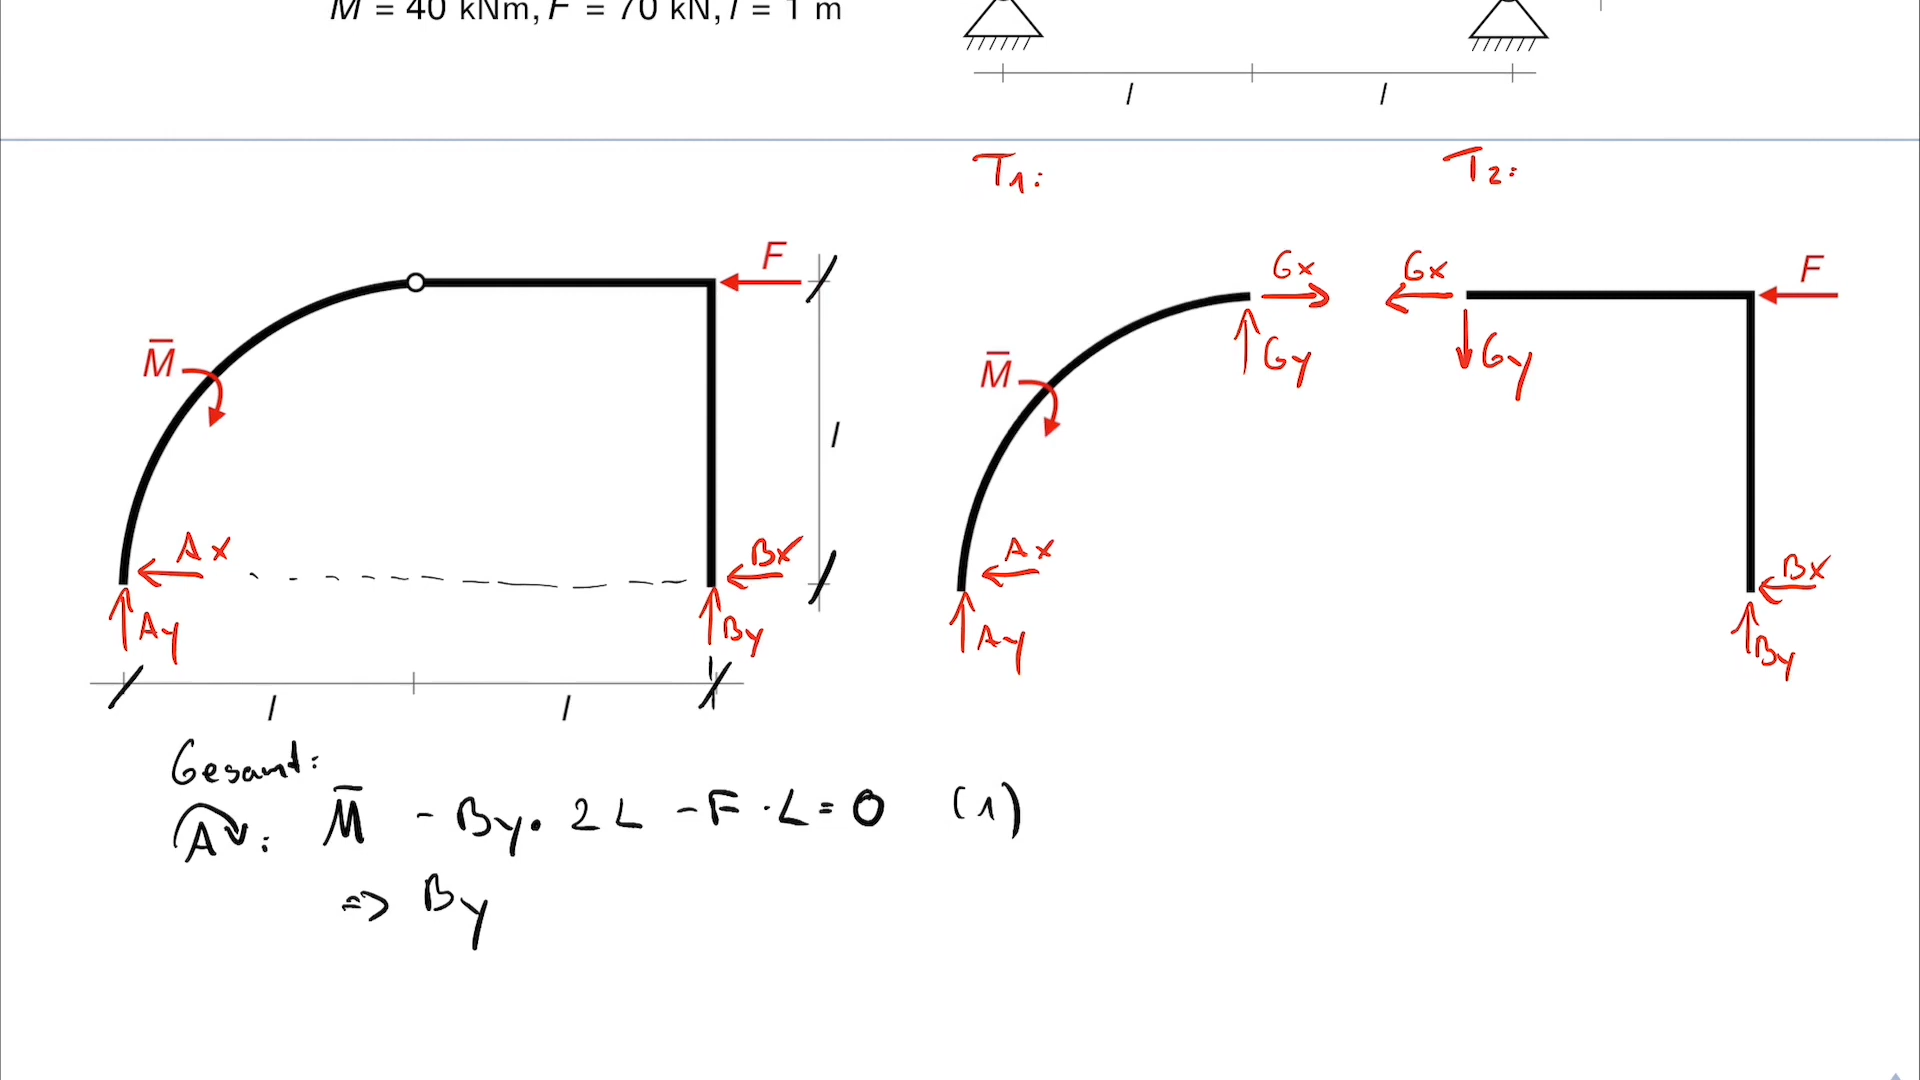 M = 40 kNm, F = 70 kN, l = 1 m
l l
T1: T2:
F
Gx Gx
F
M̅
Gy Gy
M̅
l
Ax Bx
Ax Bx
Ay By
Ay By
l l
Gesamt:
A: M̅ - By · 2L - F · L = 0 (1)
=> By